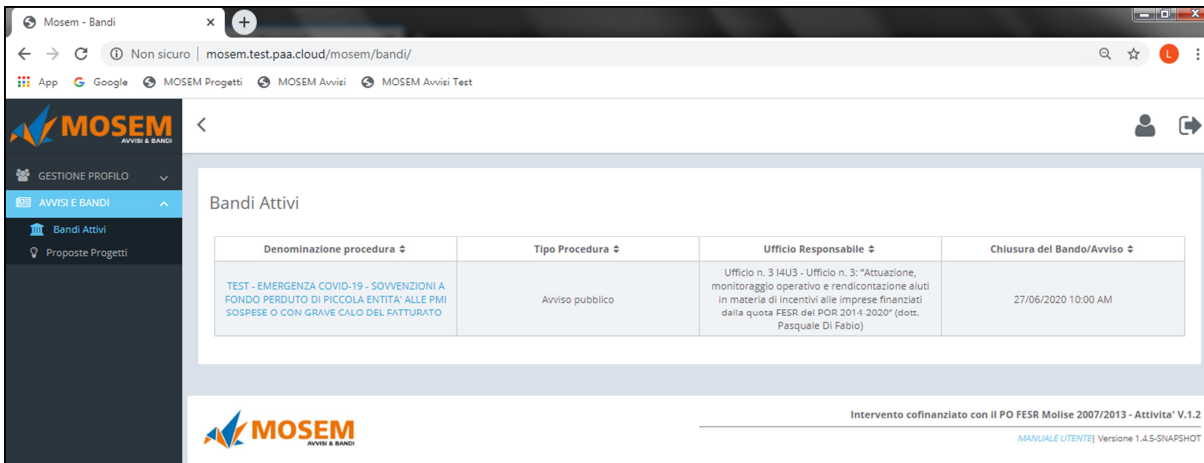 Mosem - Bandi
Non sicuro | mosem.test.paa.cloud/mosem/bandi/
L
App Google MOSEM Progetti MOSEM Avvisi MOSEM Avvisi Test
MOSEM
AVVISI & BANDI
GESTIONE PROFILO
AVVISI E BANDI
Bandi Attivi
Proposte Progetti
Bandi Attivi
Denominazione procedura Tipo Procedura Ufficio Responsabile Chiusura del Bando/Avviso
TEST - EMERGENZA COVID-19 - SOVVENZIONI A
FONDO PERDUTO DI PICCOLA ENTITA' ALLE PMI
SOSPESE O CON GRAVE CALO DEL FATTURATO
Avviso pubblico
Ufficio n. 3 I4U3 - Ufficio n. 3: "Attuazione,
monitoraggio operativo e rendicontazione aiuti
in materia di incentivi alle imprese finanziati
dalla quota FESR del POR 2014-2020" (dott.
Pasquale Di Fabio)
27/06/2020 10:00 AM
MOSEM
AVVISI & BANDI
Intervento cofinanziato con il PO FESR Molise 2007/2013 - Attivita' V.1.2
MANUALE UTENTE| Versione 1.4.5-SNAPSHOT